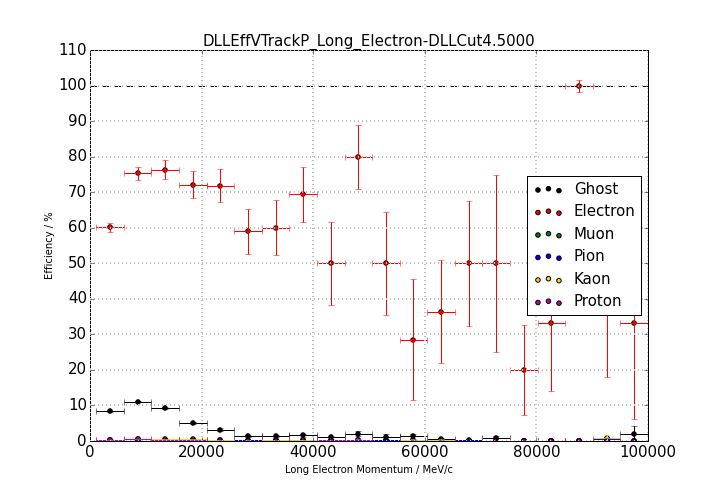 DLLEffVTrackP_Long_Electron-DLLCut4.5000
110
100
90
80
70
60
50
40
30
20
10
0
Efficiency / %
Ghost
Electron
Muon
Pion
Kaon
Proton
0 20000 40000 60000 80000 100000
Long Electron Momentum / MeV/c